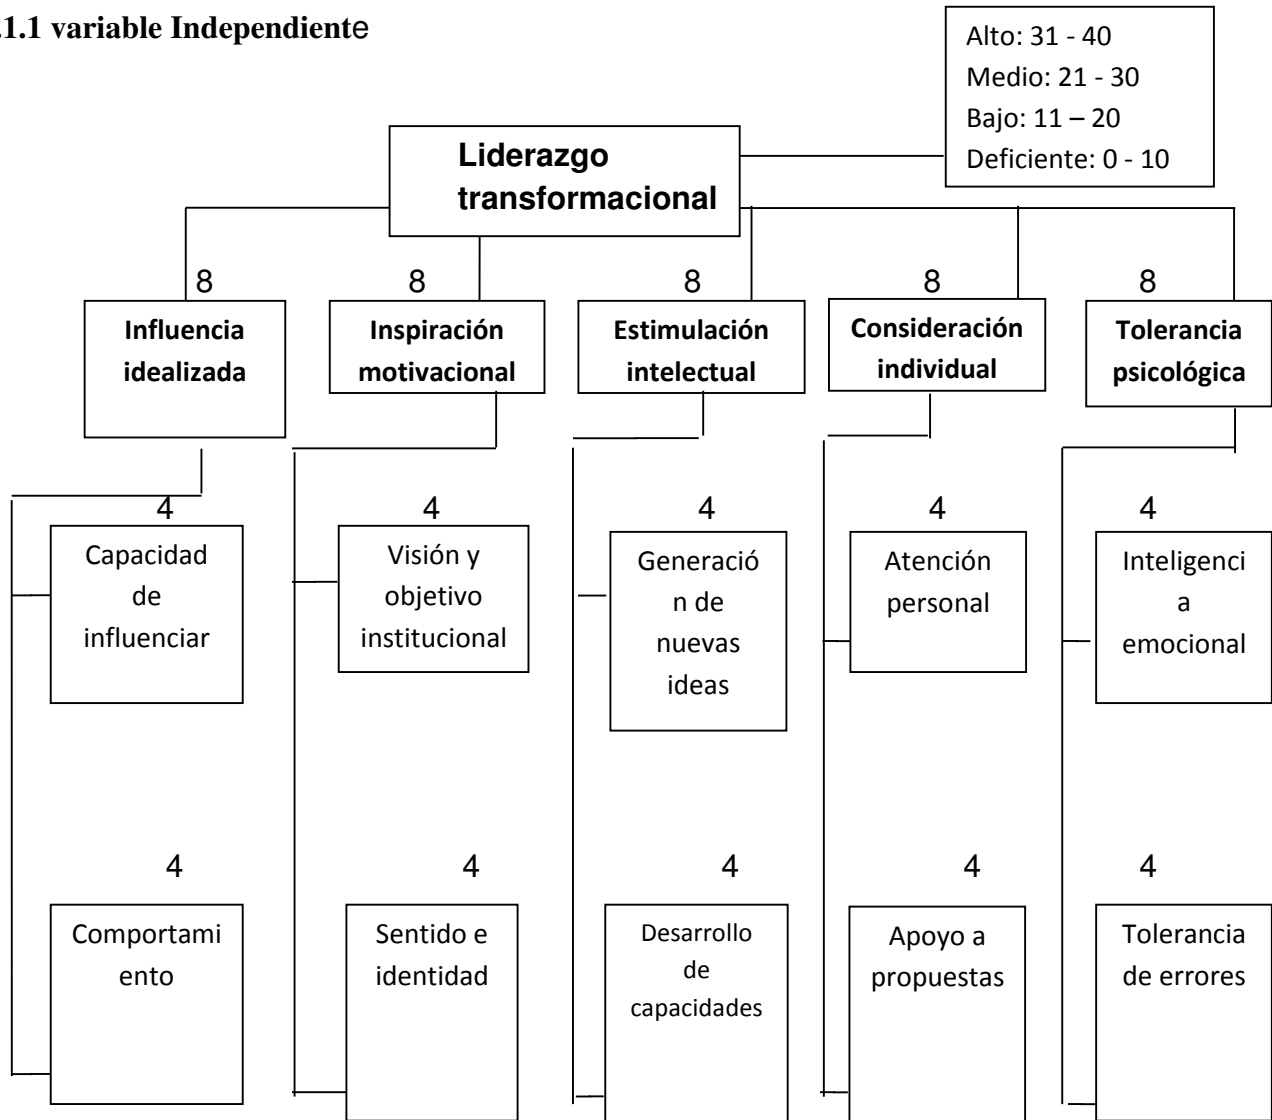 .1.1 variable Independiente
Alto: 31 - 40
Medio: 21 - 30
Bajo: 11 – 20
Deficiente: 0 - 10
Liderazgo
transformacional
8
8
8
8
8
Influencia
idealizada
Inspiración
motivacional
Estimulación
intelectual
Consideración
individual
Tolerancia
psicológica
4
4
4
4
4
Capacidad
de
influenciar
Visión y
objetivo
institucional
Generació
n de
nuevas
ideas
Atención
personal
Inteligenci
a
emocional
4
4
4
4
4
Comportami
ento
Sentido e
identidad
Desarrollo
de
capacidades
Apoyo a
propuestas
Tolerancia
de errores